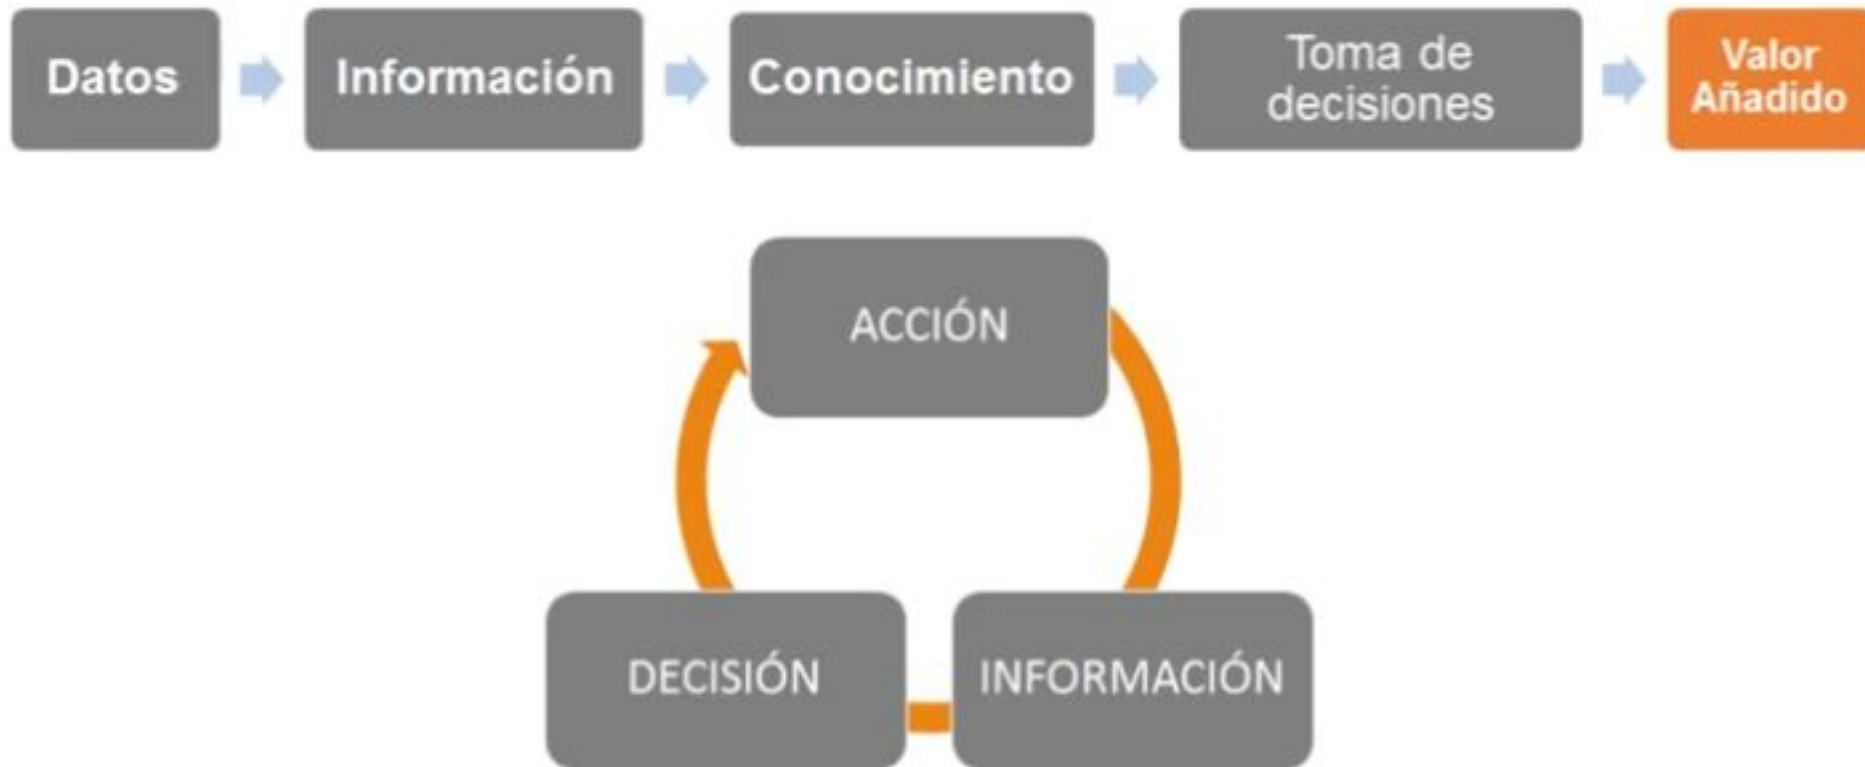 Datos
Información
Conocimiento
Toma de
decisiones
Valor
Añadido
ACCIÓN
DECISIÓN
INFORMACIÓN